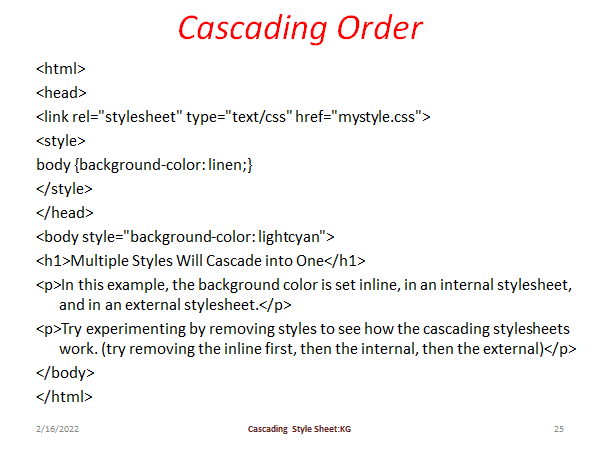 Cascading Order
<html>
<head>
<link rel="stylesheet" type="text/css" href="mystyle.css">
<style>
body {background-color: linen;}
</style>
</head>
<body style="background-color: lightcyan">
<h1>Multiple Styles Will Cascade into One</h1>
<p>In this example, the background color is set inline, in an internal stylesheet,
and in an external stylesheet.</p>
<p>Try experimenting by removing styles to see how the cascading stylesheets
work. (try removing the inline first, then the internal, then the external)</p>
</body>
</html>
2/16/2022 Cascading Style Sheet:KG 25